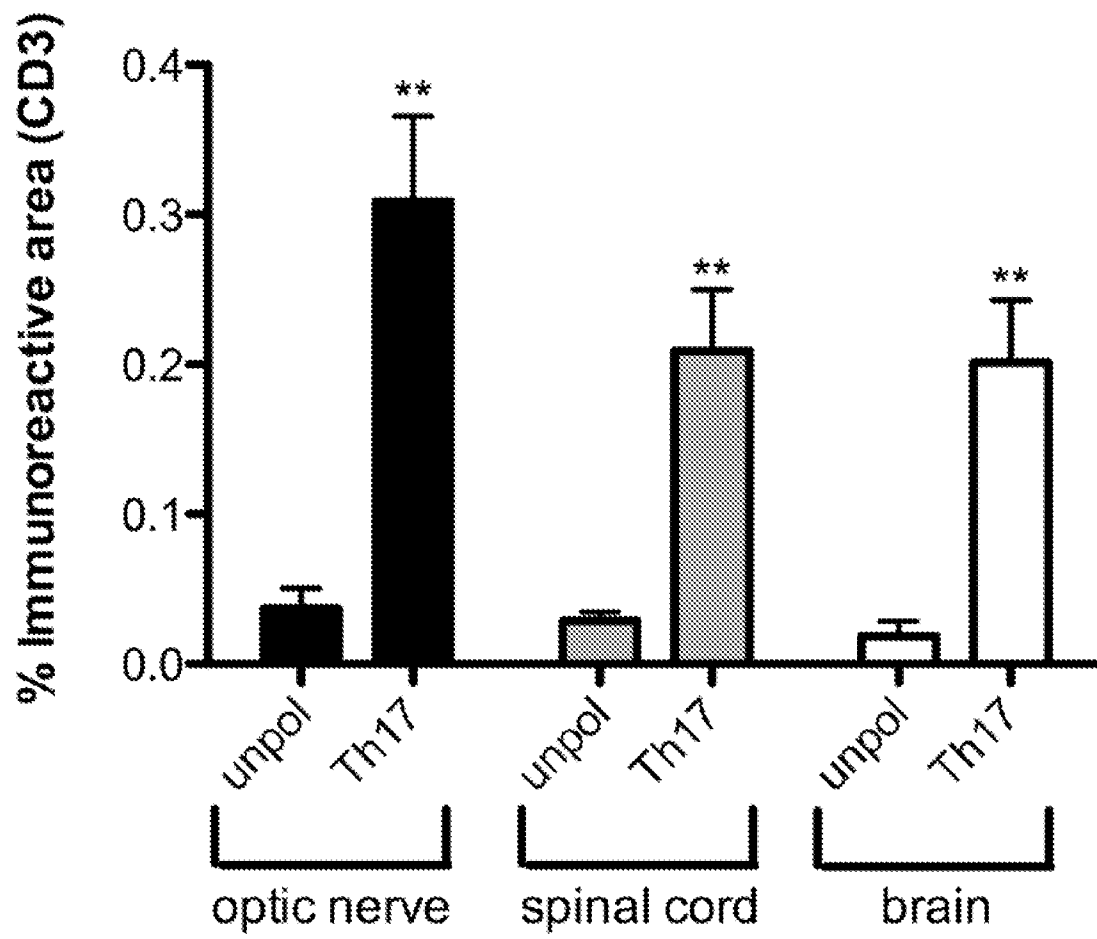 % Immunoreactive area (CD3)
0.4
0.3
0.2
0.1
0.0
**
**
**
unpol
Th17
unpol
Th17
unpol
Th17
optic nerve
spinal cord
brain